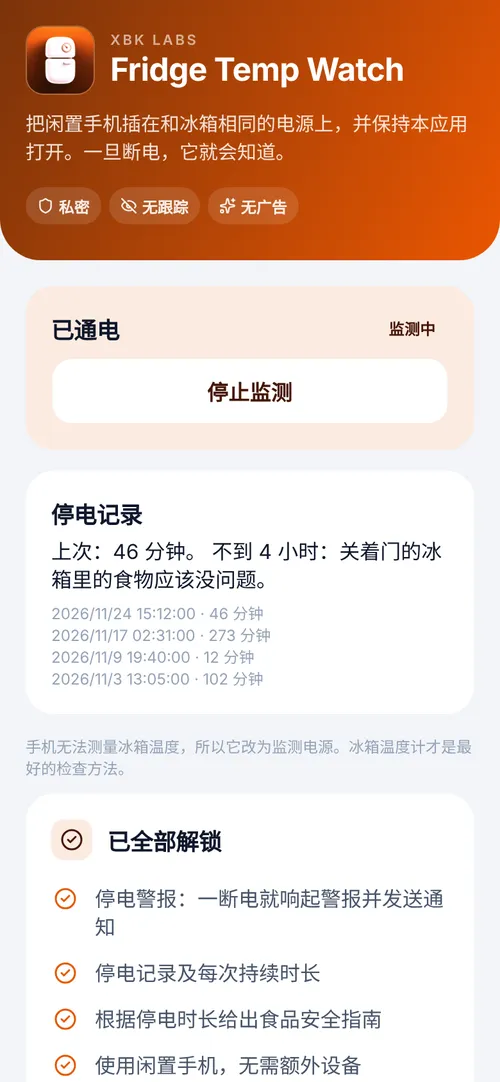 XBK LABS
Fridge Temp Watch
把闲置手机插在和冰箱相同的电源上，并保持本应用
打开。一旦断电，它就会知道。
私密
无跟踪
无广告
已通电
监测中
停止监测
停电记录
上次：46 分钟。 不到 4 小时：关着门的冰
箱里的食物应该没问题。
2026/11/24 15:12:00 · 46 分钟
2026/11/17 02:31:00 · 273 分钟
2026/11/9 19:40:00 · 12 分钟
2026/11/3 13:05:00 · 102 分钟
手机无法测量冰箱温度，所以它改为监测电源。冰箱温度计才是最
好的检查方法。
已全部解锁
停电警报：一断电就响起警报并发送通
知
停电记录及每次持续时长
根据停电时长给出食品安全指南
使用闲置手机，无需额外设备